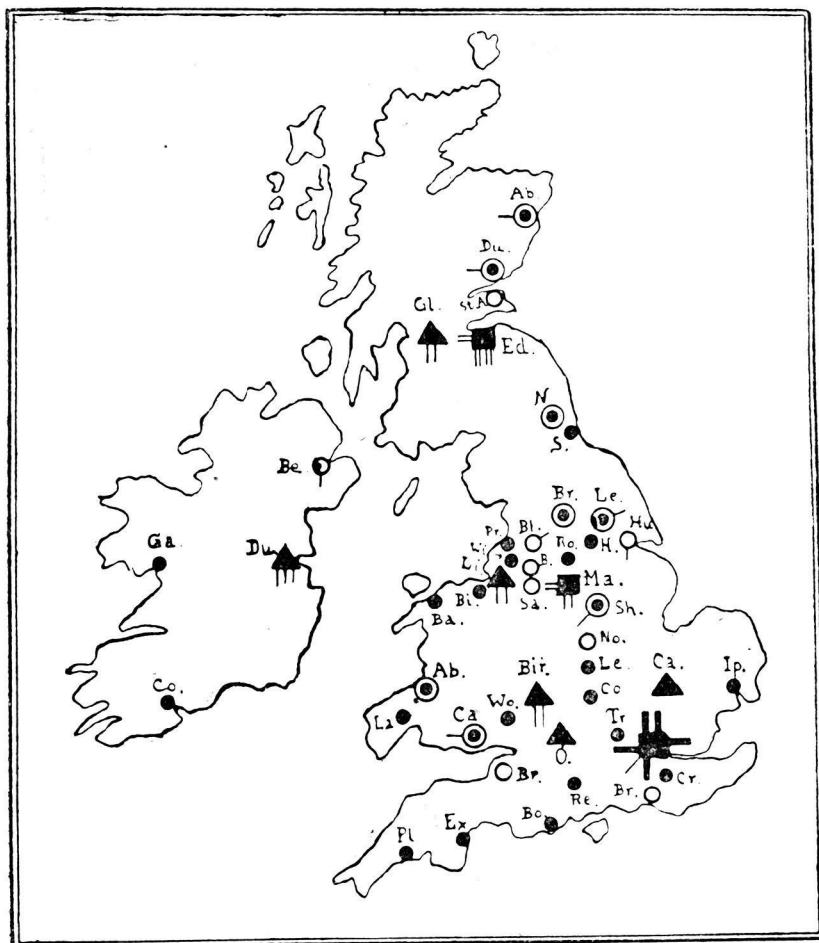 Ab.
Du.
St A
Gl.
Ed.
N
S.
Be
Br.
Le.
Hu
Ga.
Du.
Pr.
Bl.
Ro.
H.
Li.
B.
Ma.
Ba.
Bi.
Sa.
Sh.
No.
Ab.
Bir.
Le.
Ca.
Ip.
Co.
La
Wo.
Co
Ca
O.
Tr
Br.
Re.
Br.
Cr.
Pl
Ex
Bo.